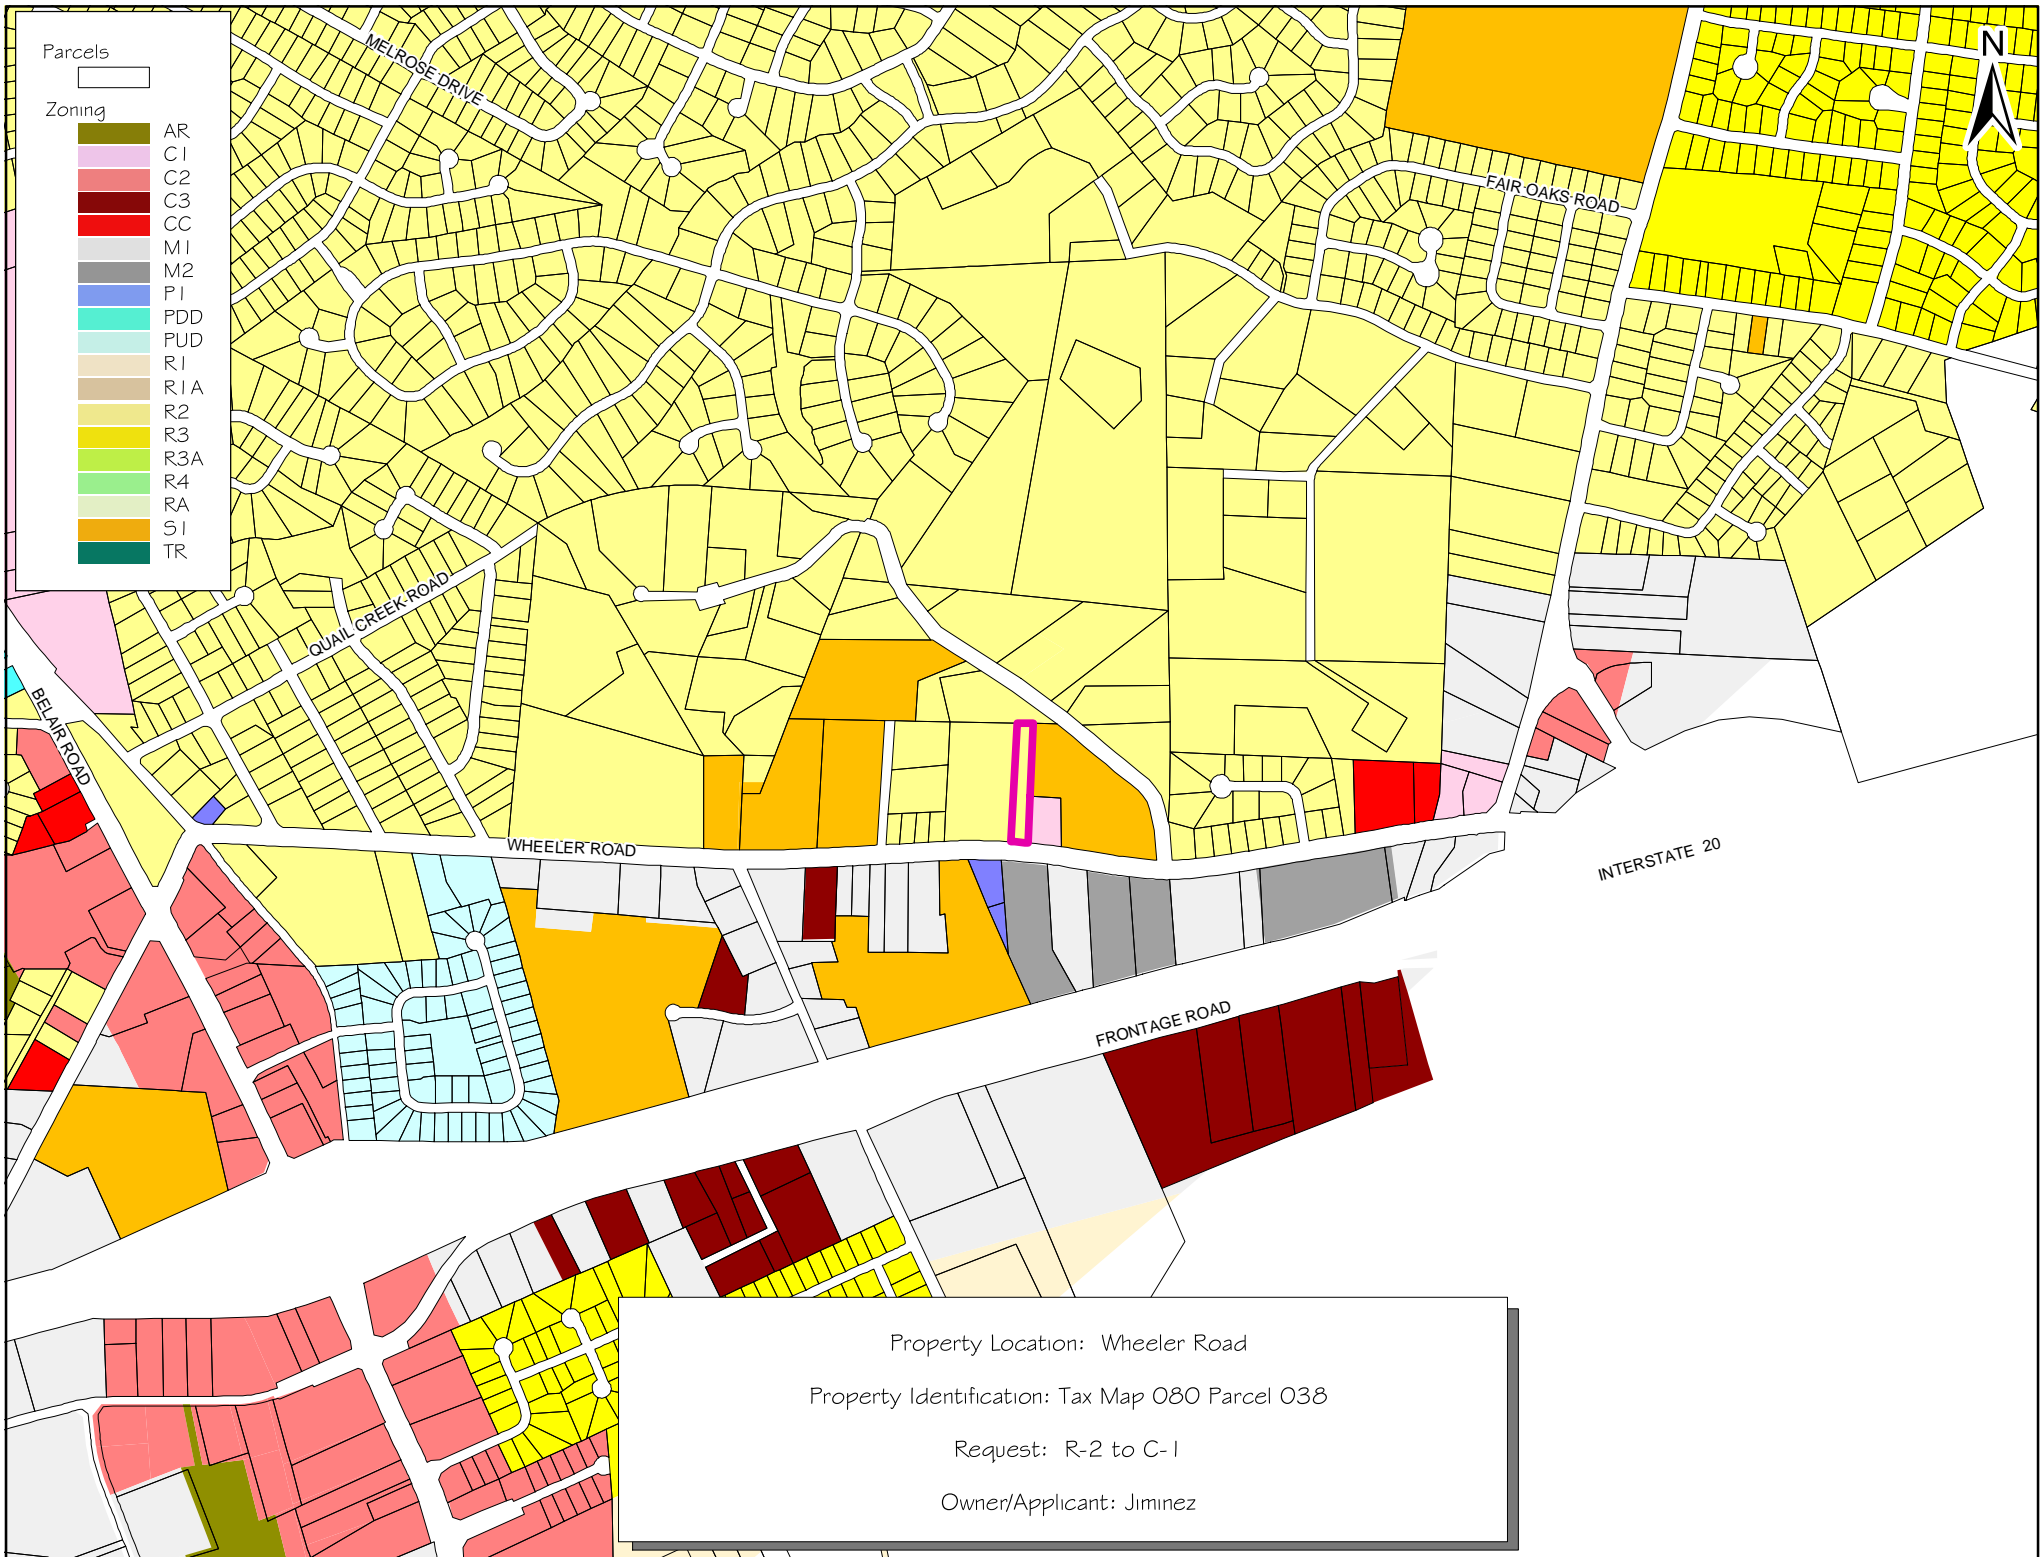 Parcels
Zoning
AR
C1
C2
C3
CC
M1
M2
P1
PDD
PUD
R1
R1A
R2
R3
R3A
R4
RA
S1
TR
MELROSE DRIVE
N
FAIR OAKS ROAD
QUAIL CREEK ROAD
BELAIR ROAD
WHEELER ROAD
INTERSTATE 20
FRONTAGE ROAD
Property Location: Wheeler Road
Property Identification: Tax Map 080 Parcel 038
Request: R-2 to C-1
Owner/Applicant: Jiminez